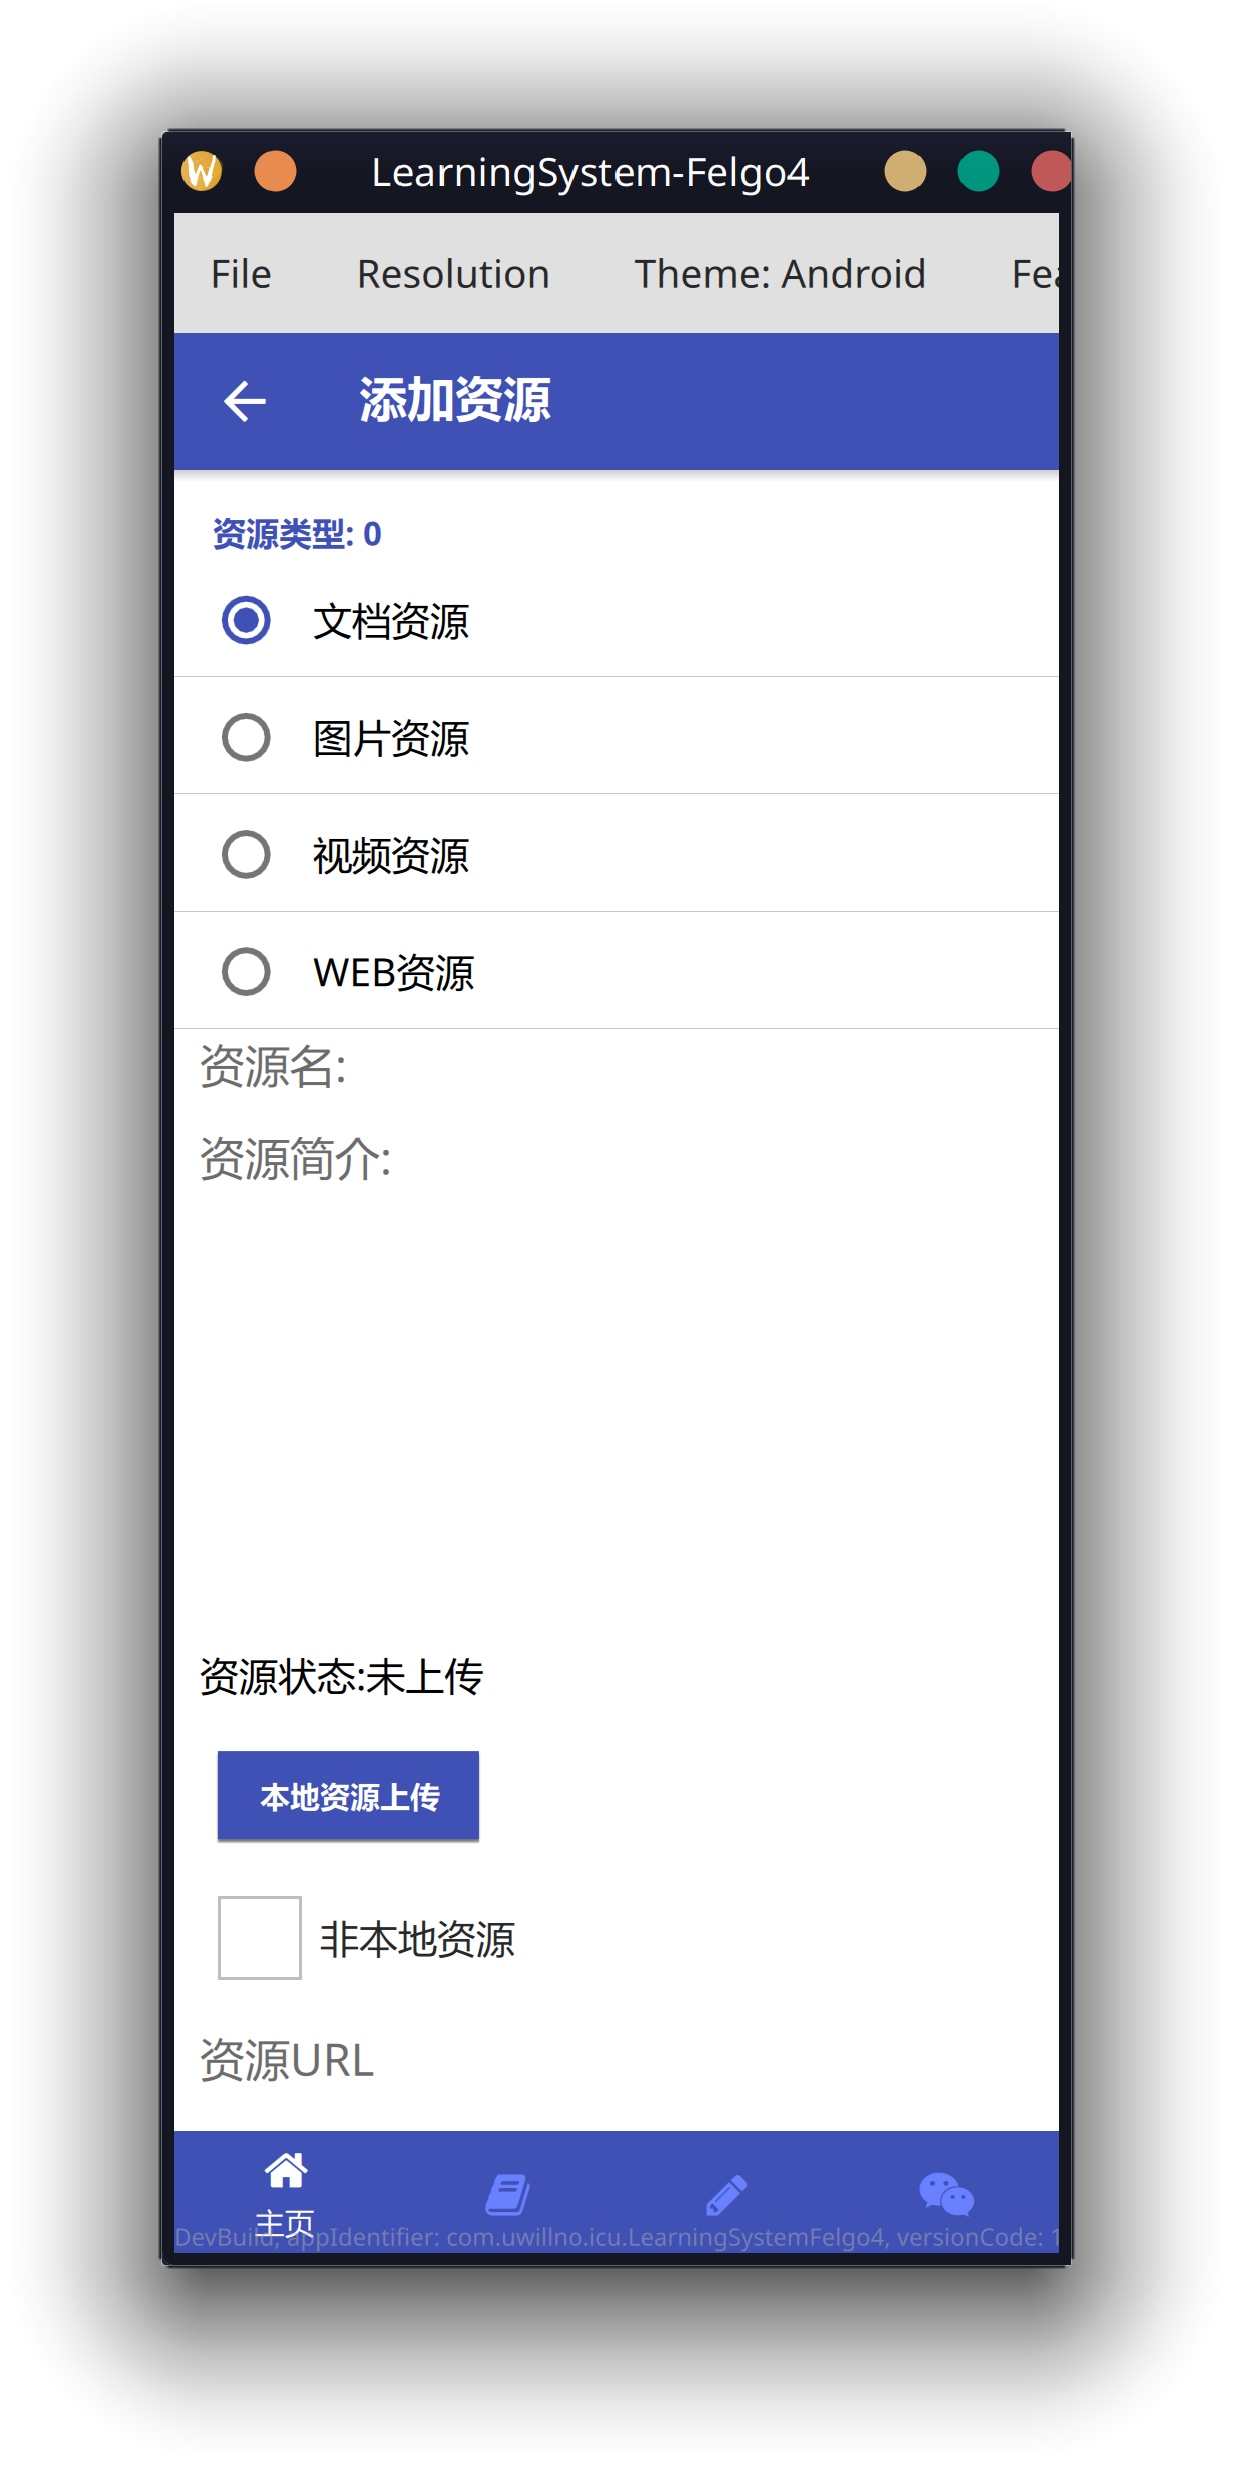 LearningSystem-Felgo4
File Resolution Theme: Android Fea
添加资源
资源类型: 0
文档资源
图片资源
视频资源
WEB资源
资源名:
资源简介:
资源状态:未上传
本地资源上传
非本地资源
资源URL
主页
DevBuild, appIdentifier: com.uwillno.icu.LearningSystemFelgo4, versionCode: 1